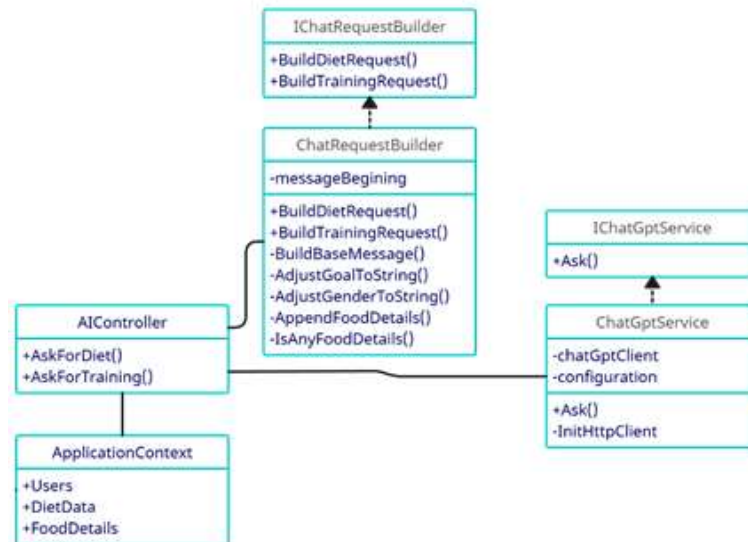 IChatRequestBuilder
+BuildDietRequest()
+BuildTrainingRequest()
ChatRequestBuilder
-messageBegining
+BuildDietRequest()
+BuildTrainingRequest()
-BuildBaseMessage()
-AdjustGoalToString()
-AdjustGenderToString()
-AppendFoodDetails()
-IsAnyFoodDetails()
IChatGptService
+Ask()
ChatGptService
-chatGptClient
-configuration
+Ask()
-InitHttpClient
AIController
+AskForDiet()
+AskForTraining()
ApplicationContext
+Users
+DietData
+FoodDetails